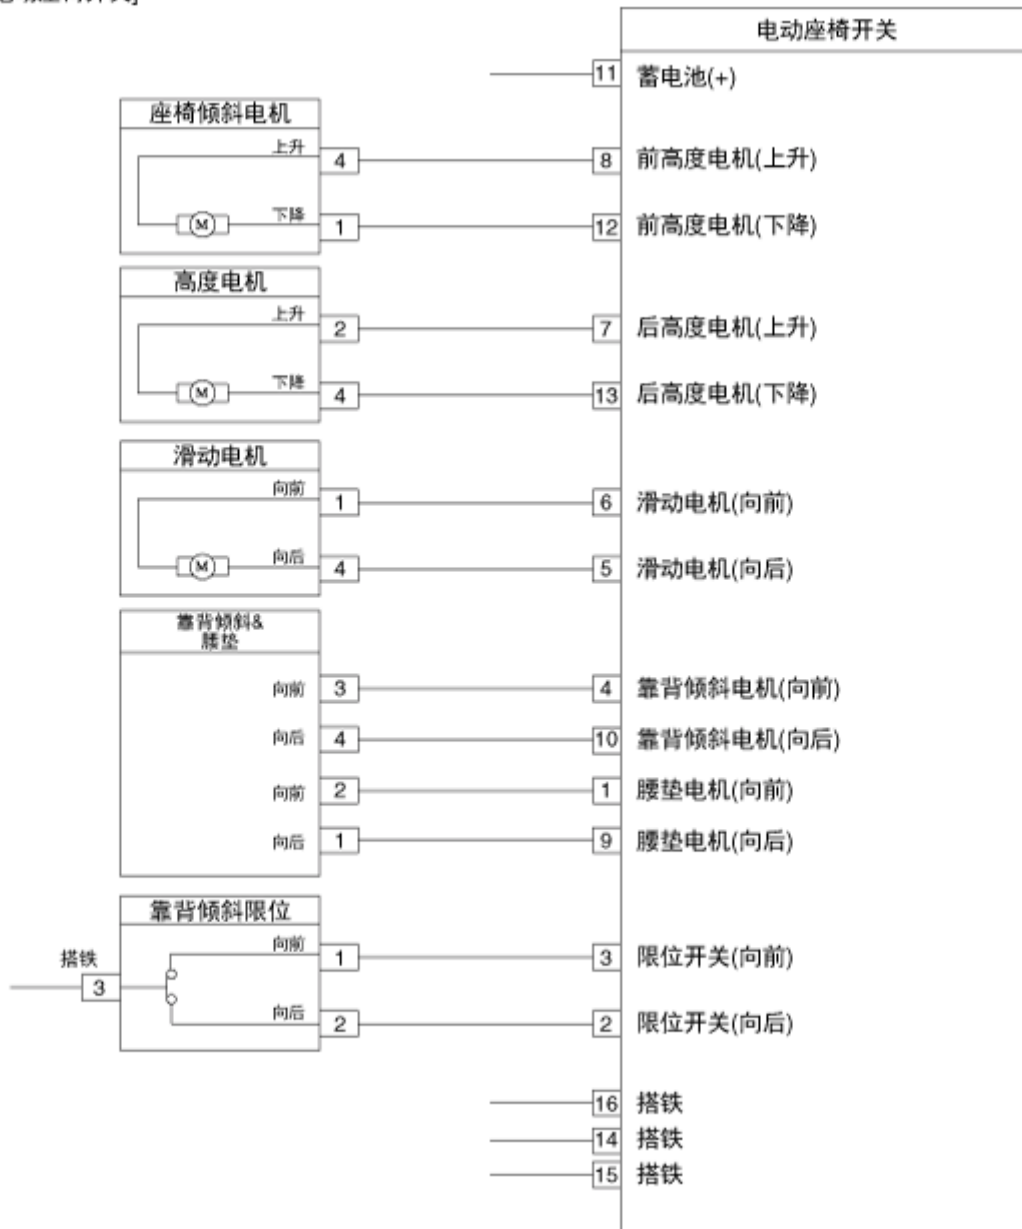 电动座椅开关
11 蓄电池(+)
座椅倾斜电机
上升 4 8 前高度电机(上升)
M 下降 1 12 前高度电机(下降)
高度电机
上升 2 7 后高度电机(上升)
M 下降 4 13 后高度电机(下降)
滑动电机
向前 1 6 滑动电机(向前)
M 向后 4 5 滑动电机(向后)
靠背倾斜&
腰垫
向前 3 4 靠背倾斜电机(向前)
向后 4 10 靠背倾斜电机(向后)
向前 2 1 腰垫电机(向前)
向后 1 9 腰垫电机(向后)
靠背倾斜限位
向前 1 3 限位开关(向前)
搭铁
3
向后 2 2 限位开关(向后)
16 搭铁
14 搭铁
15 搭铁